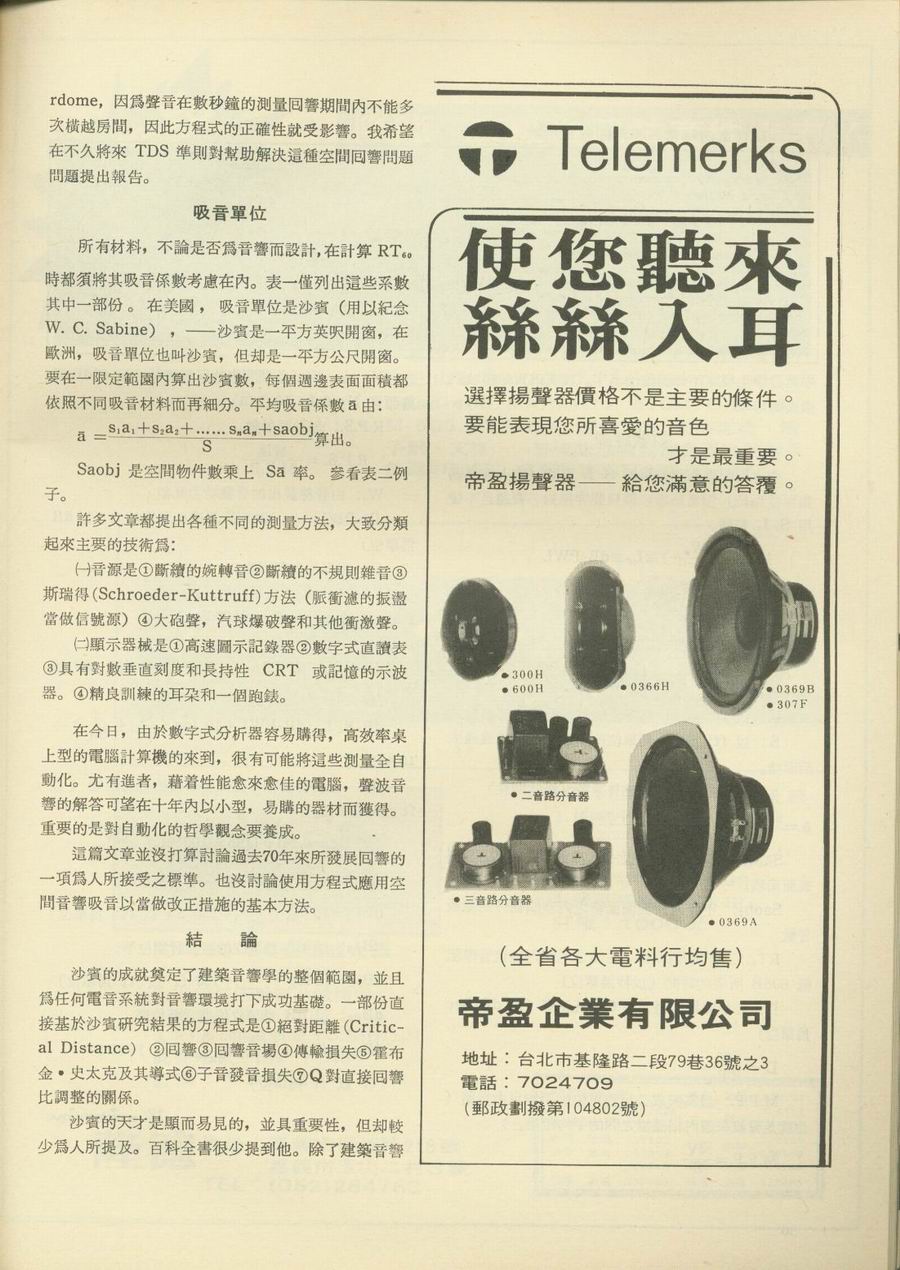 rdome，因爲聲音在數秒鐘的測量囘響期間內不能多
次橫越房間，因此方程式的正確性就受影響。我希望
在不久將來 TDS 準則對幫助解決這種空間囘響問題
問題提出報告。
吸音單位
所有材料，不論是否爲音響而設計，在計算 RT₆₀
時都須將其吸音係數考慮在內。表一僅列出這些系數
其中一部份。在美國，吸音單位是沙賓（用以紀念
W. C. Sabine），——沙賓是一平方英呎開窗，在
歐洲，吸音單位也叫沙賓，但却是一平方公尺開窗。
要在一限定範圍內算出沙賓數，每個週邊表面面積都
依照不同吸音材料而再細分。平均吸音係數 ā 由：
ā = s₁a₁+s₂a₂+……sₙaₙ+saobj / S 算出。
Saobj 是空間物件數乘上 Sā 率。參看表二例
子。
許多文章都提出各種不同的測量方法，大致分類
起來主要的技術爲：
㈠音源是①斷續的婉轉音②斷續的不規則雜音③
斯瑞得(Schroeder-Kuttruff)方法（脈衝濾的振盪
當做信號源）④大砲聲，汽球爆破聲和其他衝激聲。
㈡顯示器械是①高速圖示記錄器②數字式直讀表
③具有對數垂直刻度和長持性 CRT 或記憶的示波
器。④精良訓練的耳朶和一個跑錶。
在今日，由於數字式分析器容易購得，高效率桌
上型的電腦計算機的來到，很有可能將這些測量全自
動化。尤有進者，藉着性能愈來愈佳的電腦，聲波音
響的解答可望在十年內以小型，易購的器材而獲得。
重要的是對自動化的哲學觀念要養成。
這篇文章並沒打算討論過去70年來所發展囘響的
一項爲人所接受之標準。也沒討論使用方程式應用空
間音響吸音以當做改正措施的基本方法。
結　論
沙賓的成就奠定了建築音響學的整個範圍，並且
爲任何電音系統對音響環境打下成功基礎。一部份直
接基於沙賓研究結果的方程式是①絕對距離(Critic-
al Distance) ②囘響③囘響音場④傳輸損失⑤霍布
金・史太克及其導式⑥子音發音損失⑦Q對直接囘響
比調整的關係。
沙賓的天才是顯而易見的，並具重要性，但却較
少爲人所提及。百科全書很少提到他。除了建築音響
Telemerks
使您聽來
絲絲入耳
選擇揚聲器價格不是主要的條件。
要能表現您所喜愛的音色
才是最重要。
帝盈揚聲器——給您滿意的答覆。
•300H
•600H
•0366H
•0369B
•307F
•二音路分音器
•三音路分音器
•0369A
（全省各大電料行均售）
帝盈企業有限公司
地址：台北市基隆路二段79巷36號之3
電話：7024709
（郵政劃撥第104802號）